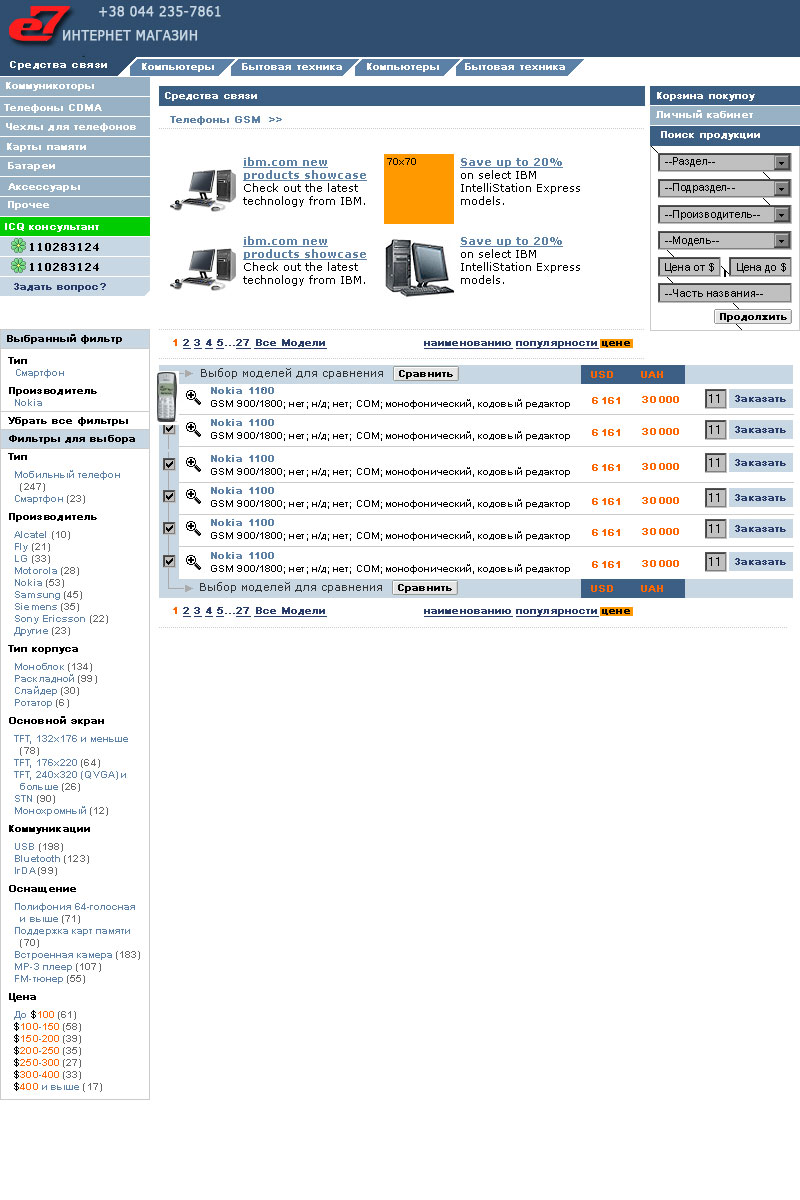 +38 044 235-7861
e7
ИНТЕРНЕТ МАГАЗИН
Средства связи
Компьютеры
Бытовая техника
Компьютеры
Бытовая техника
Коммуникторы
Телефоны CDMA
Чехлы для телефонов
Карты памяти
Батареи
Аксессуары
Прочее
ICQ консультант
110283124
110283124
Задать вопрос?
Средства связи
Телефоны GSM >>
ibm.com new
products showcase
Check out the latest
technology from IBM.
70x70
Save up to 20%
on select IBM
IntelliStation Express
models.
ibm.com new
products showcase
Check out the latest
technology from IBM.
Save up to 20%
on select IBM
IntelliStation Express
models.
Корзина покупоу
Личный кабинет
Поиск продукции
--Раздел--
--Подраздел--
--Производитель--
--Модель--
Цена от $
Цена до $
--Часть названия--
Продолжить
1 2 3 4 5...27 Все Модели
наименованию популярности цене
Выбор моделей для сравнения
Сравнить
USD UAH
Nokia 1100
GSM 900/1800; нет; н/д; нет; COM; монофонический, кодовый редактор
6 161 30 000 11 Заказать
Nokia 1100
GSM 900/1800; нет; н/д; нет; COM; монофонический, кодовый редактор
6 161 30 000 11 Заказать
Nokia 1100
GSM 900/1800; нет; н/д; нет; COM; монофонический, кодовый редактор
6 161 30 000 11 Заказать
Nokia 1100
GSM 900/1800; нет; н/д; нет; COM; монофонический, кодовый редактор
6 161 30 000 11 Заказать
Nokia 1100
GSM 900/1800; нет; н/д; нет; COM; монофонический, кодовый редактор
6 161 30 000 11 Заказать
Nokia 1100
GSM 900/1800; нет; н/д; нет; COM; монофонический, кодовый редактор
6 161 30 000 11 Заказать
Выбор моделей для сравнения
Сравнить
USD UAH
1 2 3 4 5...27 Все Модели
наименованию популярности цене
Выбранный фильтр
Тип
Смартфон
Производитель
Nokia
Убрать все фильтры
Фильтры для выбора
Тип
Мобильный телефон
(247)
Смартфон (23)
Производитель
Alcatel (10)
Fly (21)
LG (33)
Motorola (28)
Nokia (53)
Samsung (45)
Siemens (35)
Sony Ericsson (22)
Другие (23)
Тип корпуса
Моноблок (134)
Раскладной (99)
Слайдер (30)
Ротатор (6)
Основной экран
TFT, 132x176 и меньше
(78)
TFT, 176x220 (64)
TFT, 240x320 (QVGA) и
больше (26)
STN (90)
Монохромный (12)
Коммуникации
USB (198)
Bluetooth (123)
IrDA(99)
Оснащение
Полифония 64-голосная
и выше (71)
Поддержка карт памяти
(70)
Встроенная камера (183)
MP-3 плеер (107)
FM-тюнер (55)
Цена
До $100 (61)
$100-150 (58)
$150-200 (39)
$200-250 (35)
$250-300 (27)
$300-400 (33)
$400 и выше (17)